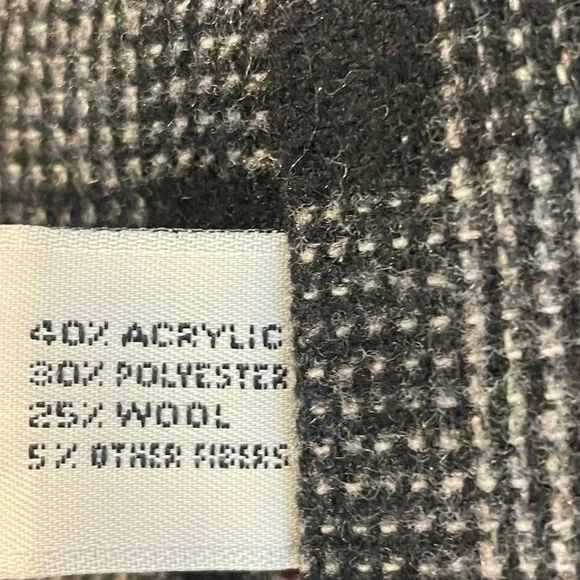 40% ACRYLIC
30% POLYESTER
25% WOOL
5% OTHER FIBERS